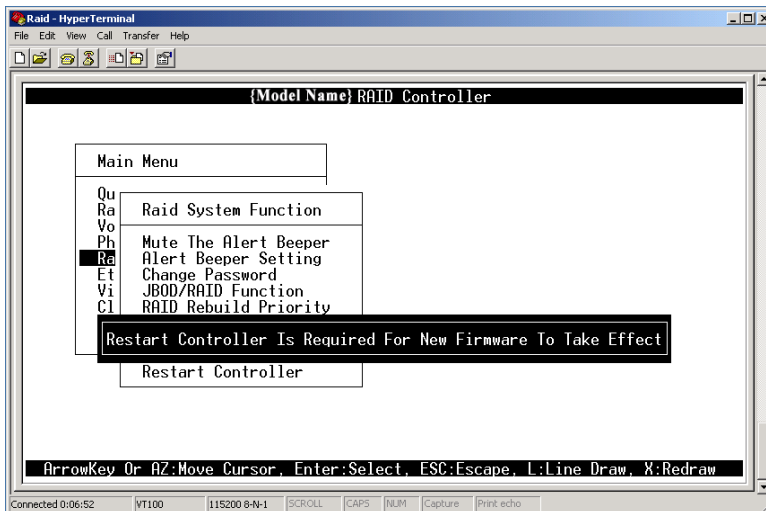 Raid - HyperTerminal
File Edit View Call Transfer Help
{Model Name} RAID Controller
Main Menu
Qu
Ra
Vo
Ph
Ra
Et
Vi
Cl
Raid System Function
Mute The Alert Beeper
Alert Beeper Setting
Change Password
JBOD/RAID Function
RAID Rebuild Priority
Restart Controller Is Required For New Firmware To Take Effect
Restart Controller
ArrowKey Or AZ:Move Cursor, Enter:Select, ESC:Escape, L:Line Draw, X:Redraw
Connected 0:06:52 VT100 115200 8-N-1 SCROLL CAPS NUM Capture Print echo